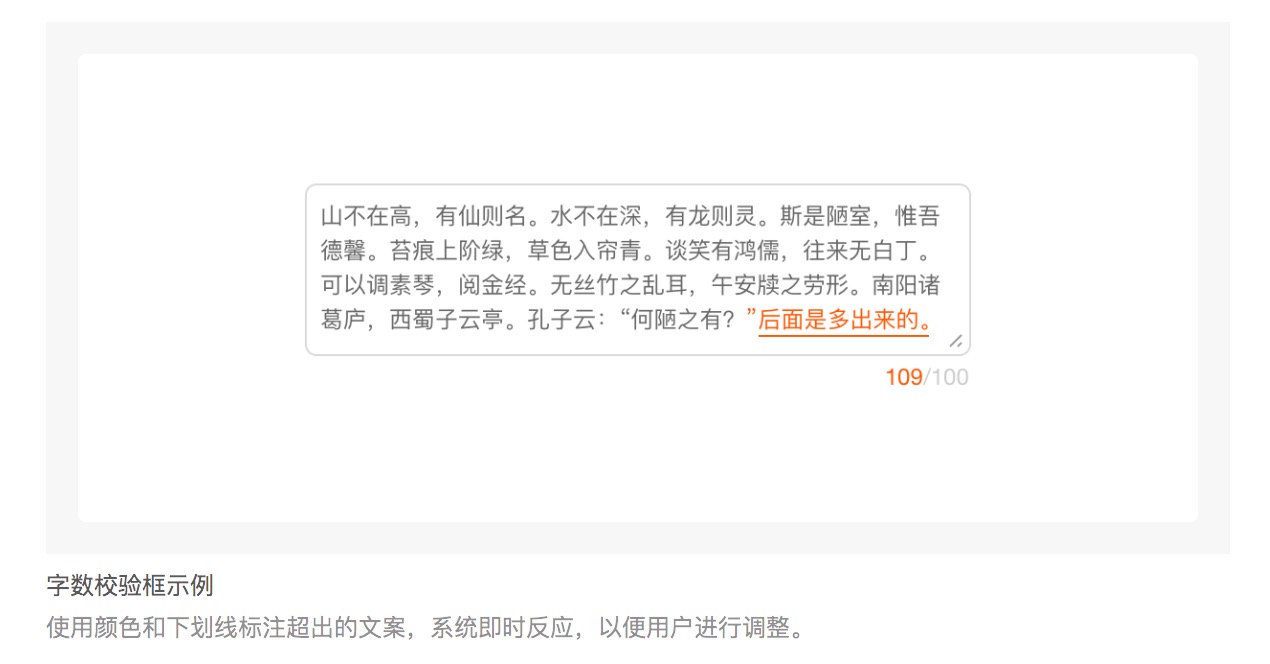 山不在高，有仙则名。水不在深，有龙则灵。斯是陋室，惟吾
德馨。苔痕上阶绿，草色入帘青。谈笑有鸿儒，往来无白丁。
可以调素琴，阅金经。无丝竹之乱耳，午安牍之劳形。南阳诸
葛庐，西蜀子云亭。孔子云：“何陋之有？”后面是多出来的。
109/100
字数校验框示例
使用颜色和下划线标注超出的文案，系统即时反应，以便用户进行调整。